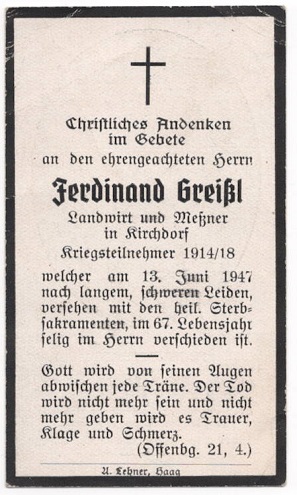 Christliches Andenken
im Gebete
an den ehrengeachteten Herrn
Ferdinand Greißl
Landwirt und Meßner
in Kirchdorf
Kriegsteilnehmer 1914/18
welcher am 13. Juni 1947
nach langem, schweren Leiden,
versehen mit den heil. Sterb-
sakramenten, im 67. Lebensjahr
selig im Herrn verschieden ist.
Gott wird von seinen Augen
abwischen jede Träne. Der Tod
wird nicht mehr sein und nicht
mehr geben wird es Trauer,
Klage und Schmerz.
(Offenbg. 21, 4.)
A. Lehner, Haag